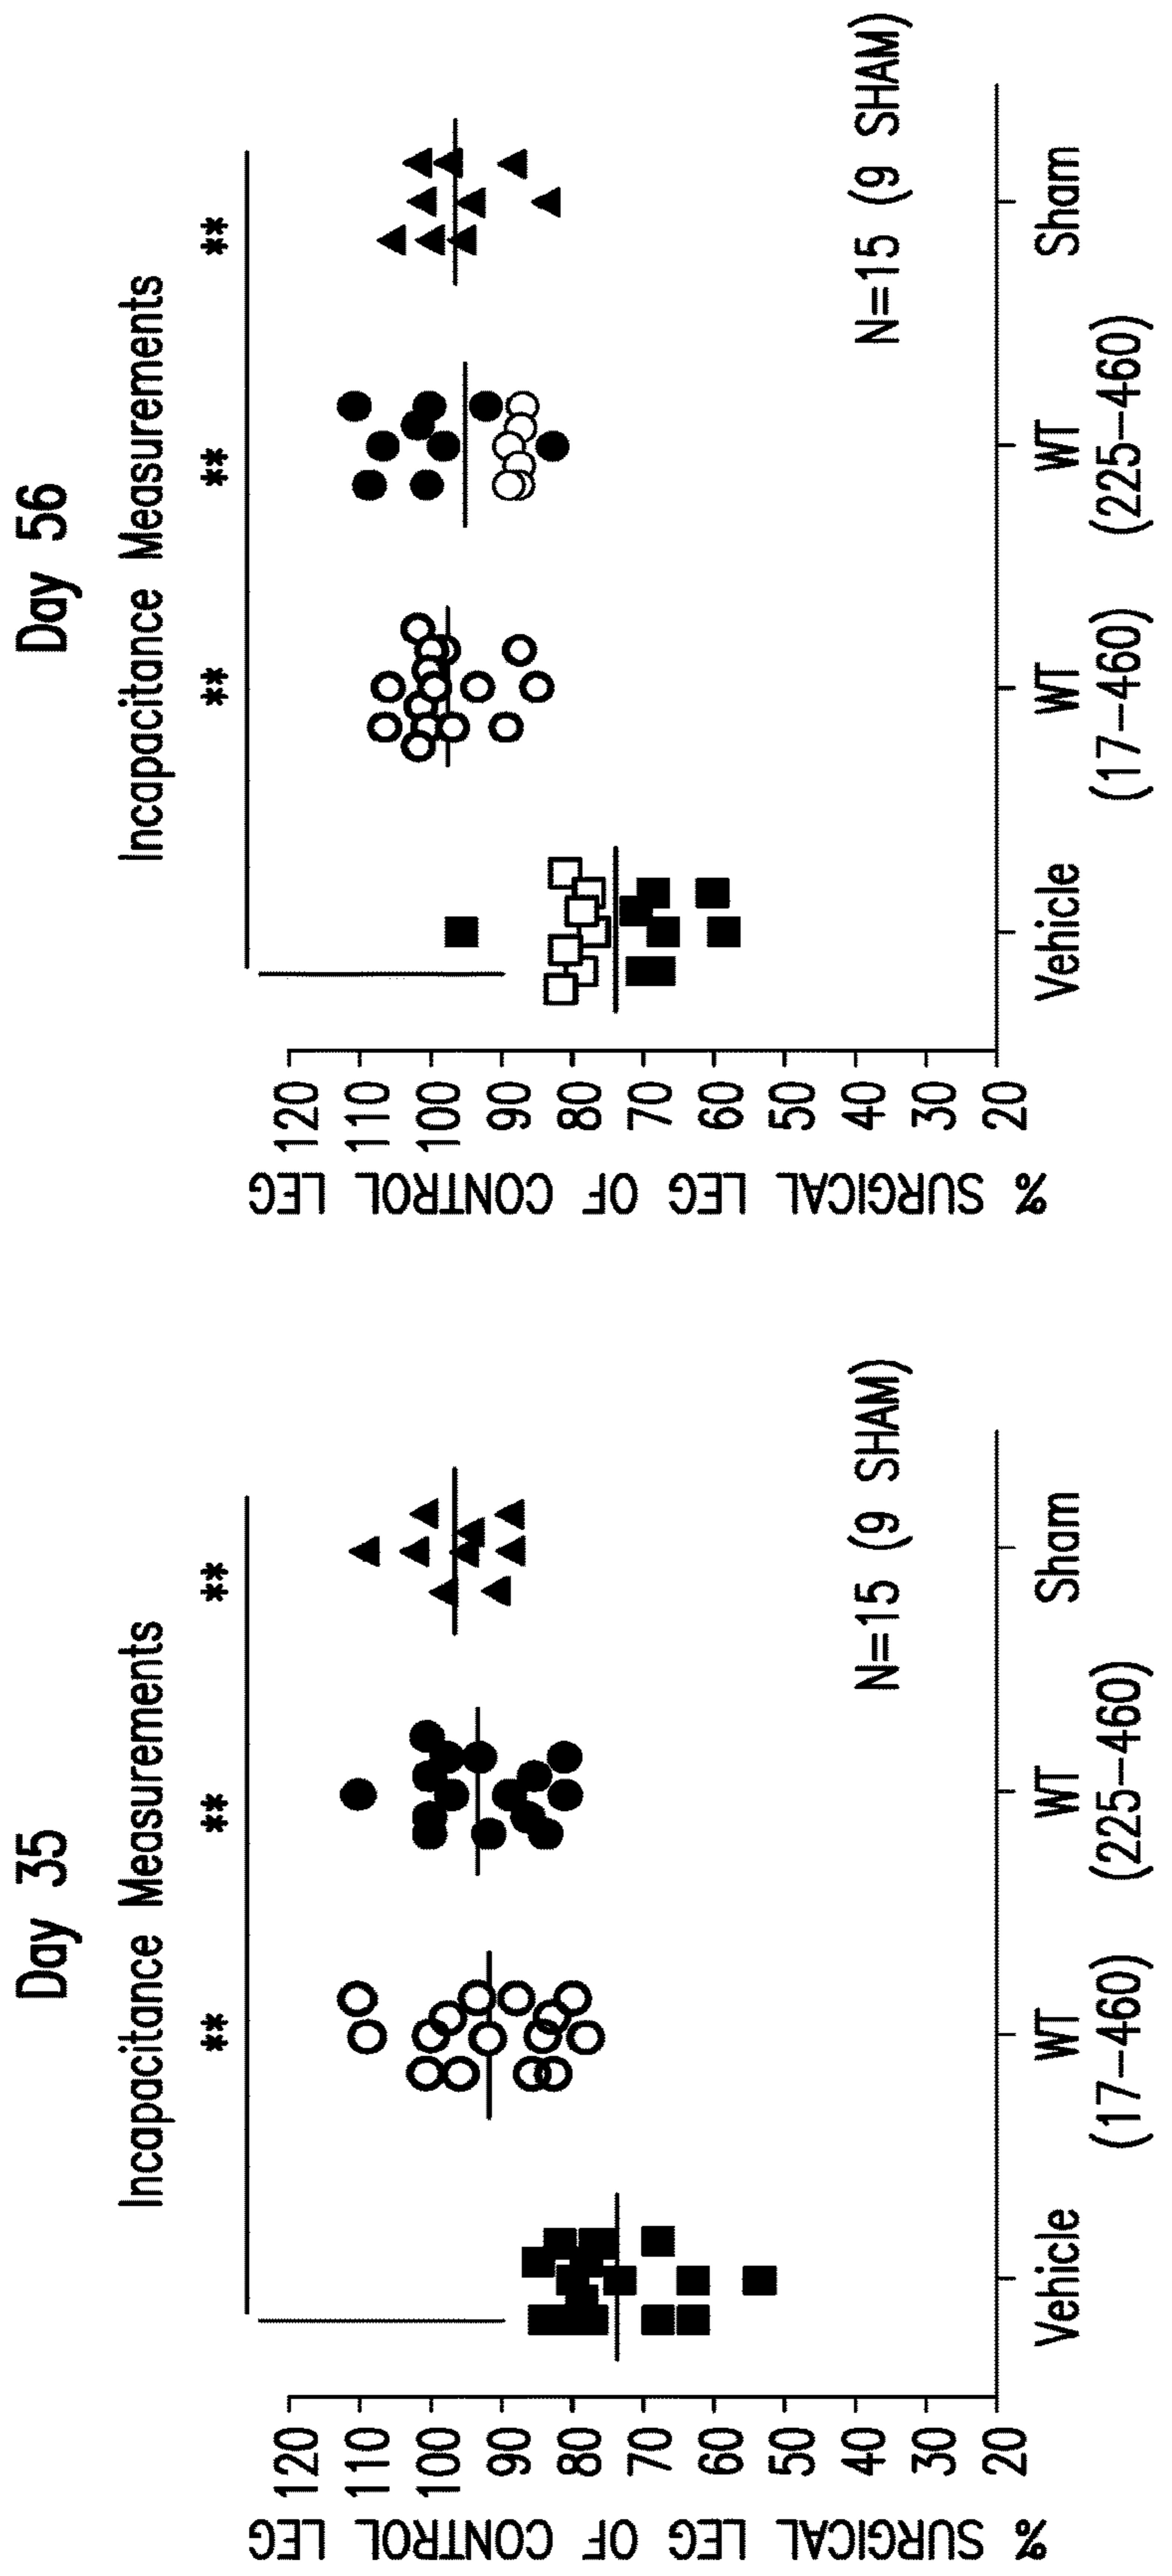 Day 35
Incapacitance Measurements
**
**
**
120
110
100
90
80
70
60
50
40
30
20
% SURGICAL LEG OF CONTROL LEG
N=15 (9 SHAM)
Vehicle
WT
(17–460)
WT
(225–460)
Sham
Day 56
Incapacitance Measurements
**
**
**
120
110
100
90
80
70
60
50
40
30
20
% SURGICAL LEG OF CONTROL LEG
N=15 (9 SHAM)
Vehicle
WT
(17–460)
WT
(225–460)
Sham